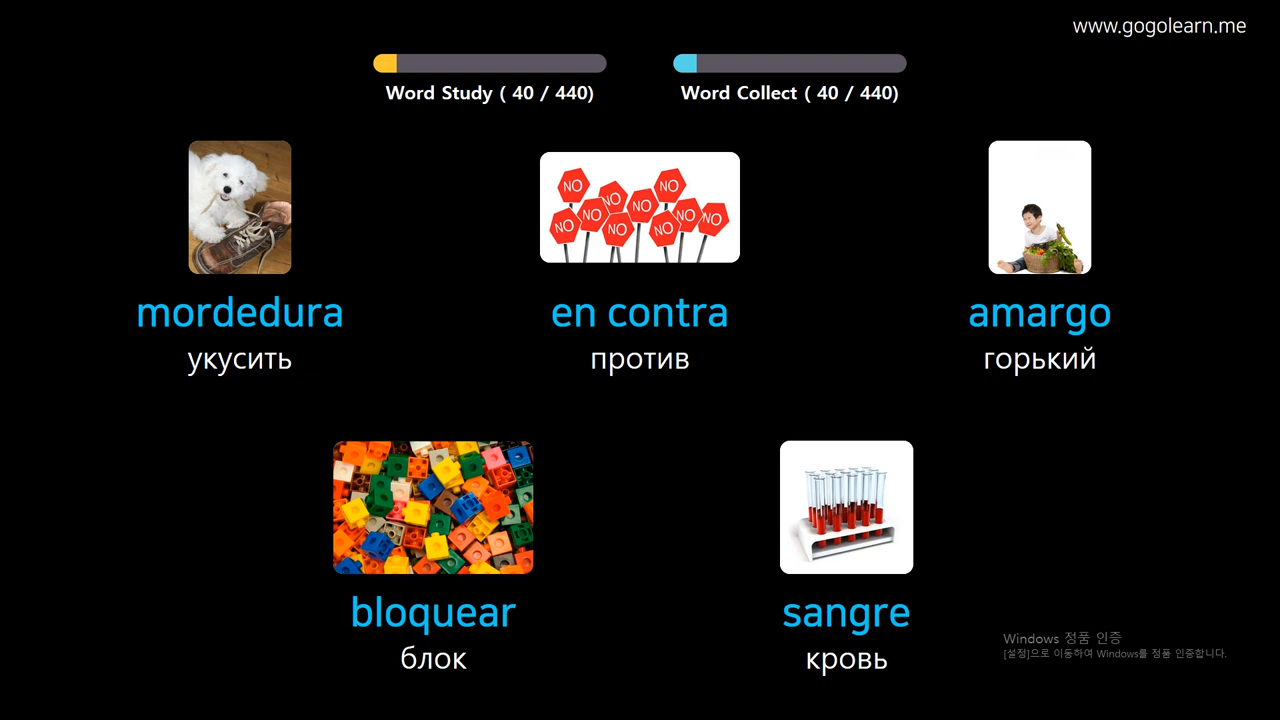 www.gogolearn.me
Word Study ( 40 / 440)
Word Collect ( 40 / 440)
NO NO NO NO NO NO NO NO NO NO
mordedura
укусить
en contra
против
amargo
горький
bloquear
блок
sangre
кровь
Windows 정품 인증
[설정]으로 이동하여 Windows를 정품 인증합니다.